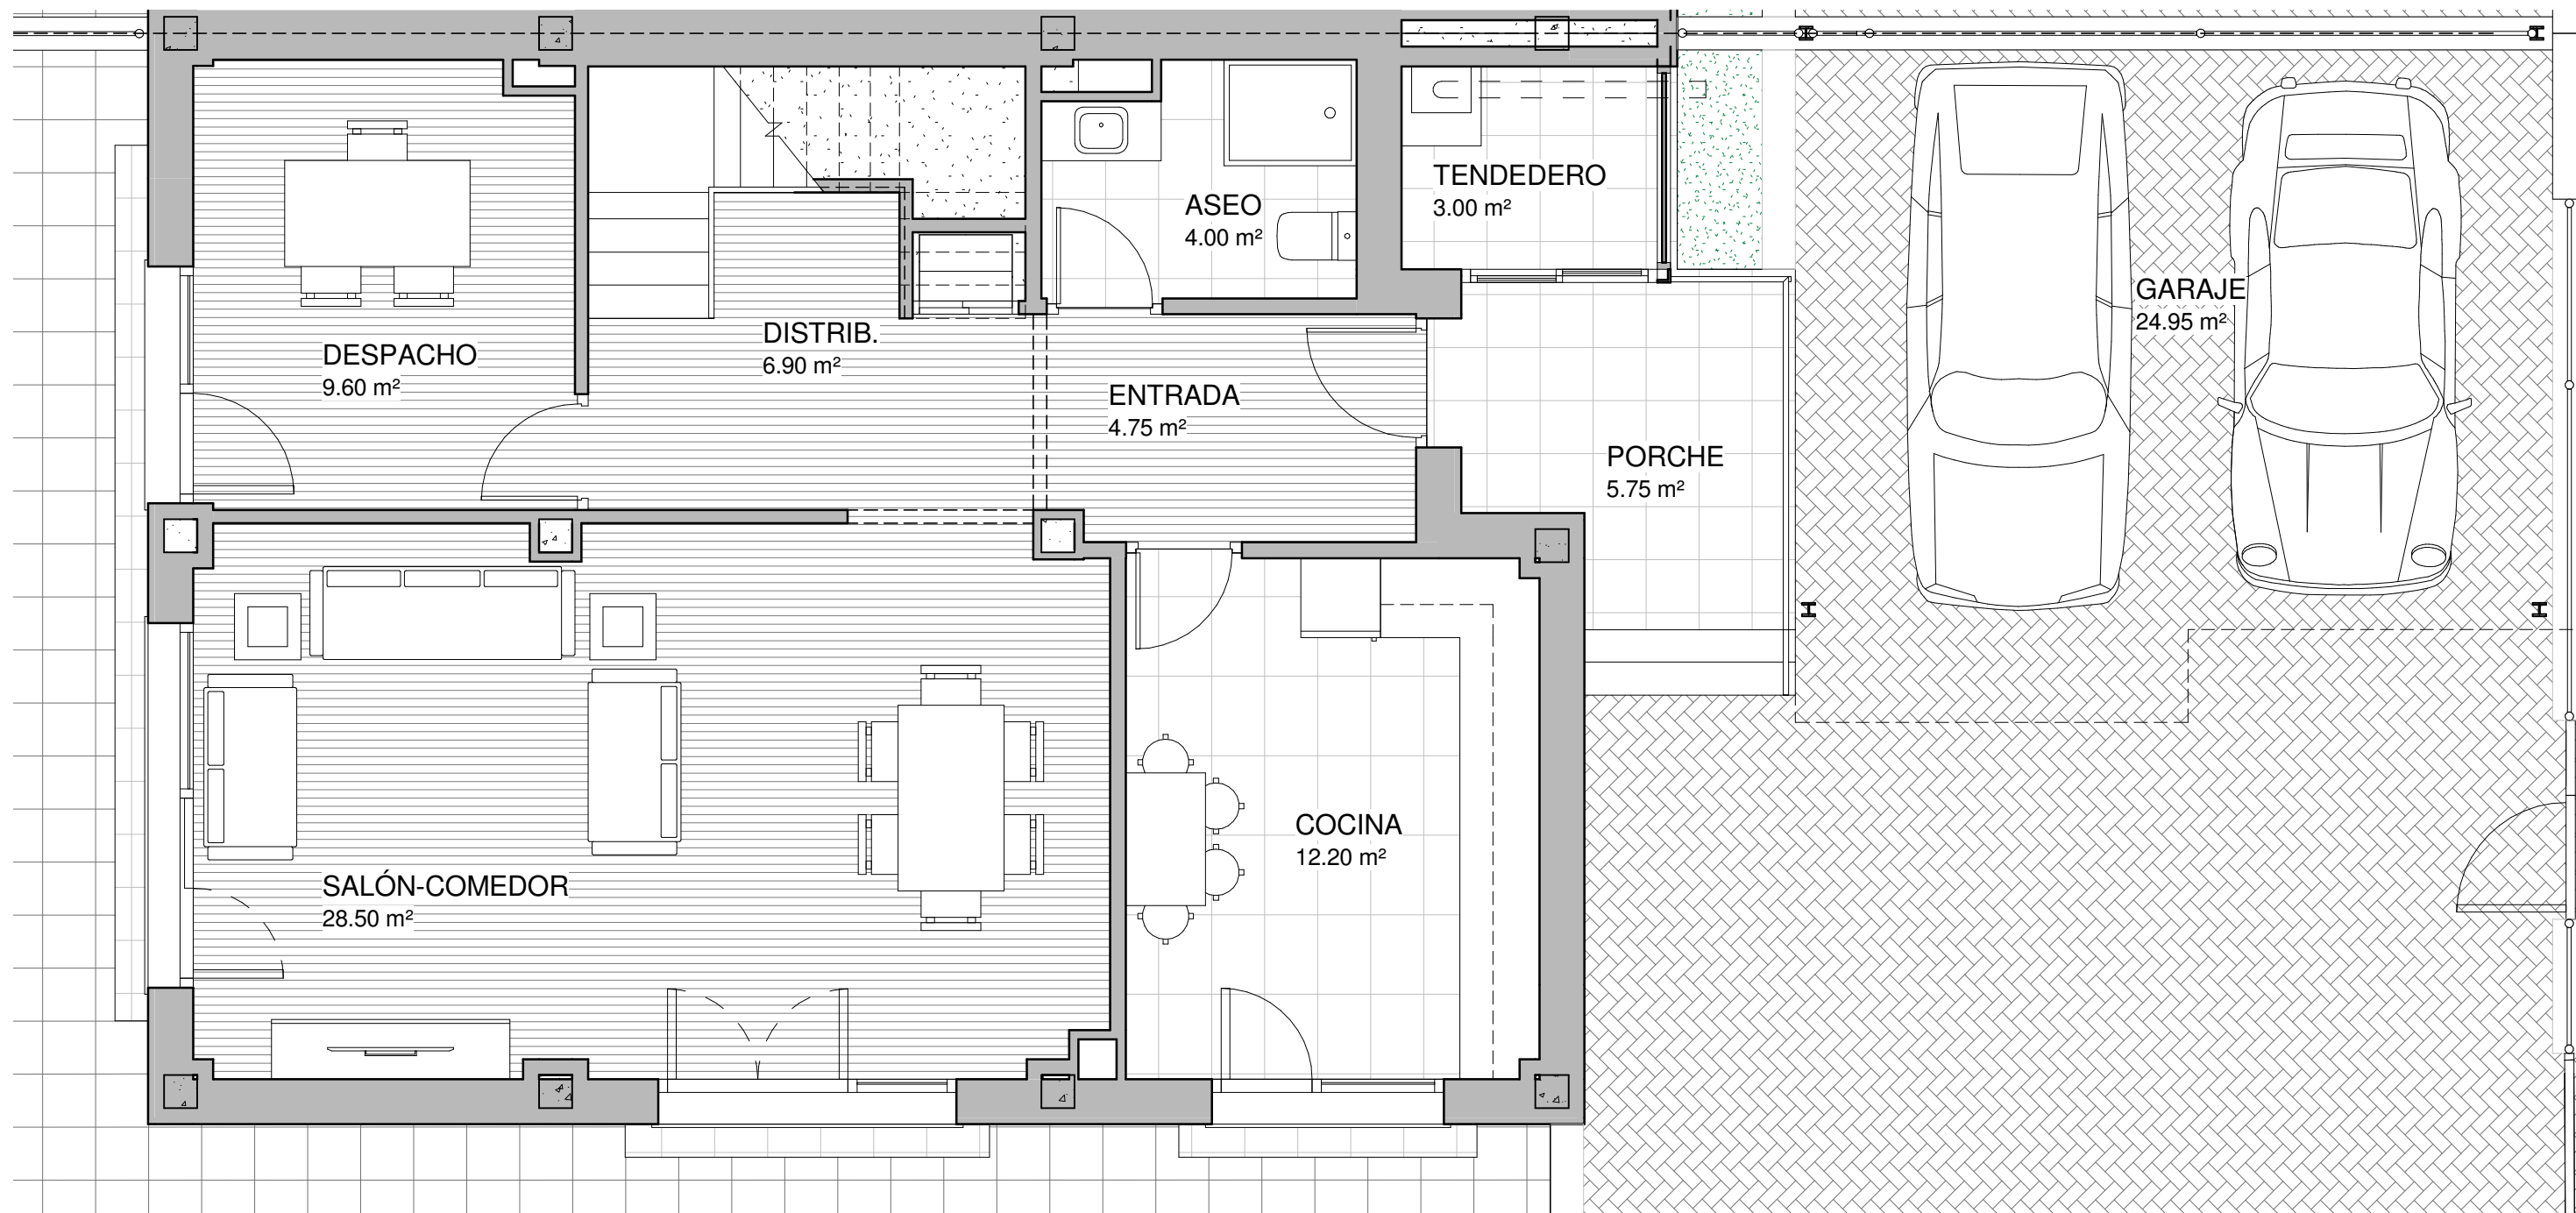 TENDEDERO
3.00 m²
ASEO
4.00 m²
GARAJE
24.95 m²
DISTRIB.
6.90 m²
DESPACHO
9.60 m²
ENTRADA
4.75 m²
PORCHE
5.75 m²
COCINA
12.20 m²
SALÓN-COMEDOR
28.50 m²